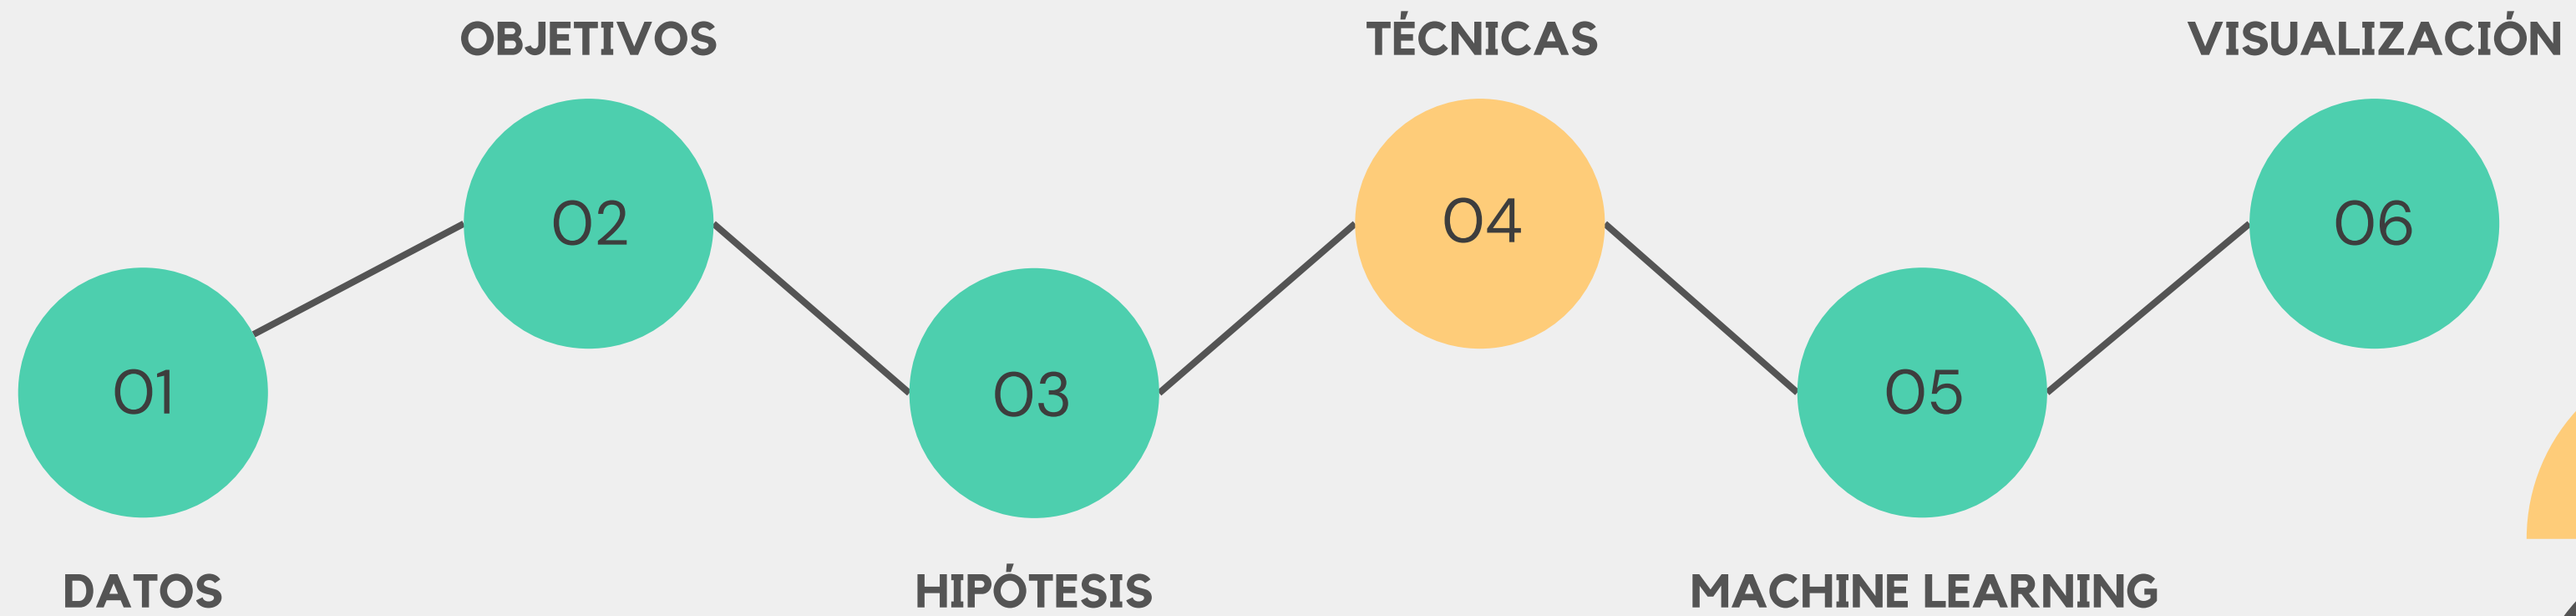 OBJETIVOS
TÉCNICAS
VISUALIZACIÓN
02
04
06
01
03
05
DATOS
HIPÓTESIS
MACHINE LEARNING